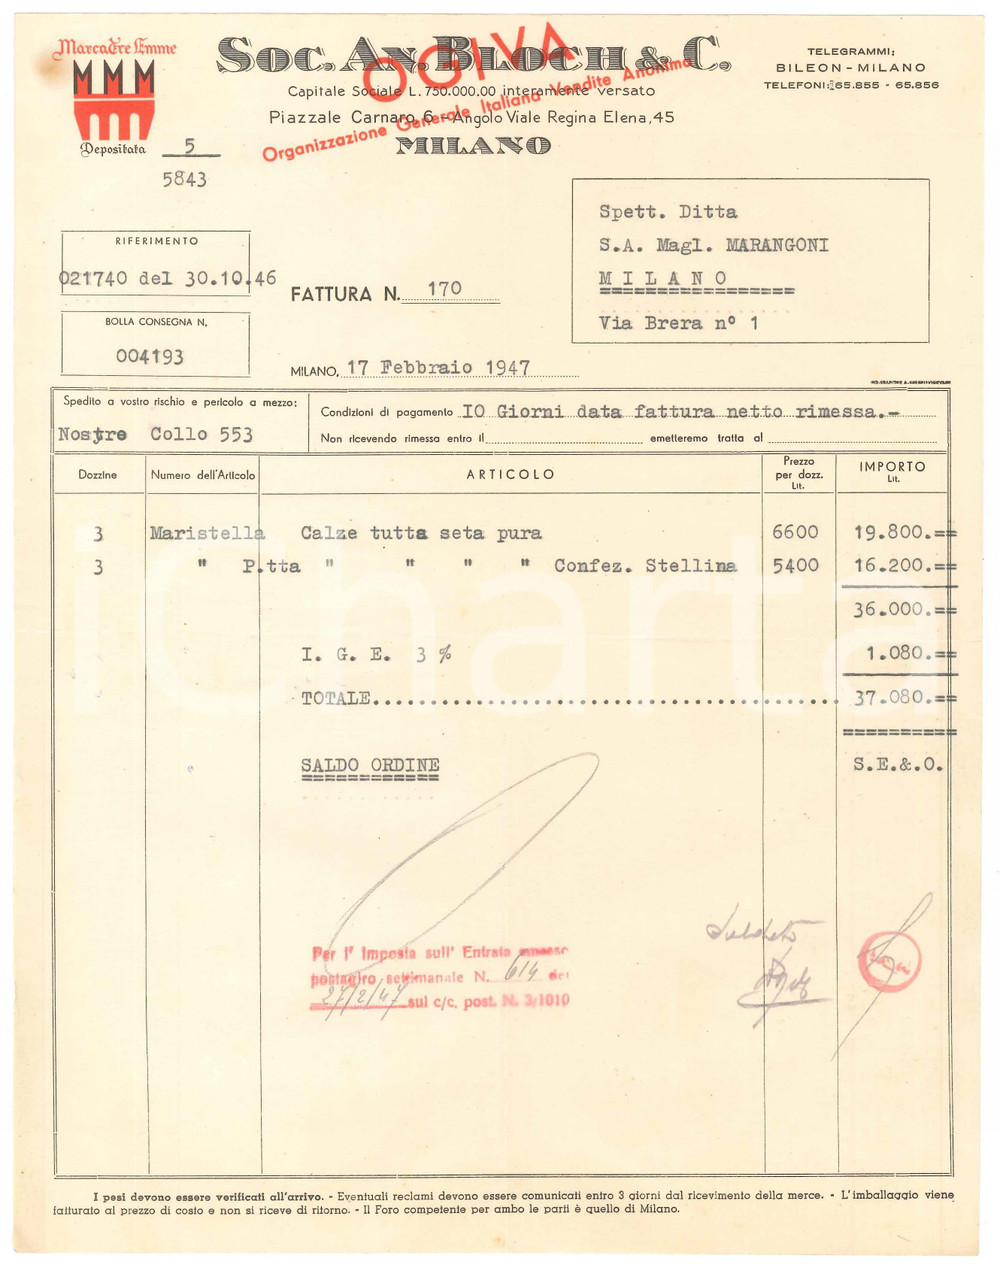 Marca Tre Emme
MMM
Depositata
SOC. AN. BLOCH & C.
Capitale Sociale L. 750.000.00 interamente versato
Piazzale Carnaro, 6 - Angolo Viale Regina Elena, 45
MILANO
OGIVA
Organizzazione Generale Italiana Vendite Anonima
TELEGRAMMI:
BILEON - MILANO
TELEFONI: 65.855 - 65.856
5
5843
Spett. Ditta
S.A. Magl. MARANGONI
MILANO
Via Brera n° 1
RIFERIMENTO
021740 del 30.10.46
FATTURA N. 170
BOLLA CONSEGNA N.
004193
MILANO, 17 Febbraio 1947
Spedito a vostro rischio e pericolo a mezzo:
Nostro Collo 553
Condizioni di pagamento IO Giorni data fattura netto rimessa.-
Non ricevendo rimessa entro il emetteremo tratta al
Dozzine Numero dell'Articolo ARTICOLO Prezzo per dozz. Lit. IMPORTO Lit.
3 Maristella Calze tutta seta pura 6600 19.800.==
3 " P.tta " " " " Confez. Stellina 5400 16.200.==
36.000.==
I. G. E. 3 % 1.080.==
TOTALE 37.080.==
SALDO ORDINE S.E.&.O.
iCharta
Per l' Imposta sull' Entrata emesso
postagiro settimanale N. 614 del
27/2/47 sul c/c. post. N. 3/1010
I pesi devono essere verificati all'arrivo. - Eventuali reclami devono essere comunicati entro 3 giorni dal ricevimento della merce. - L'imballaggio viene
fatturato al prezzo di costo e non si riceve di ritorno. - Il Foro competente per ambo le parti è quello di Milano.